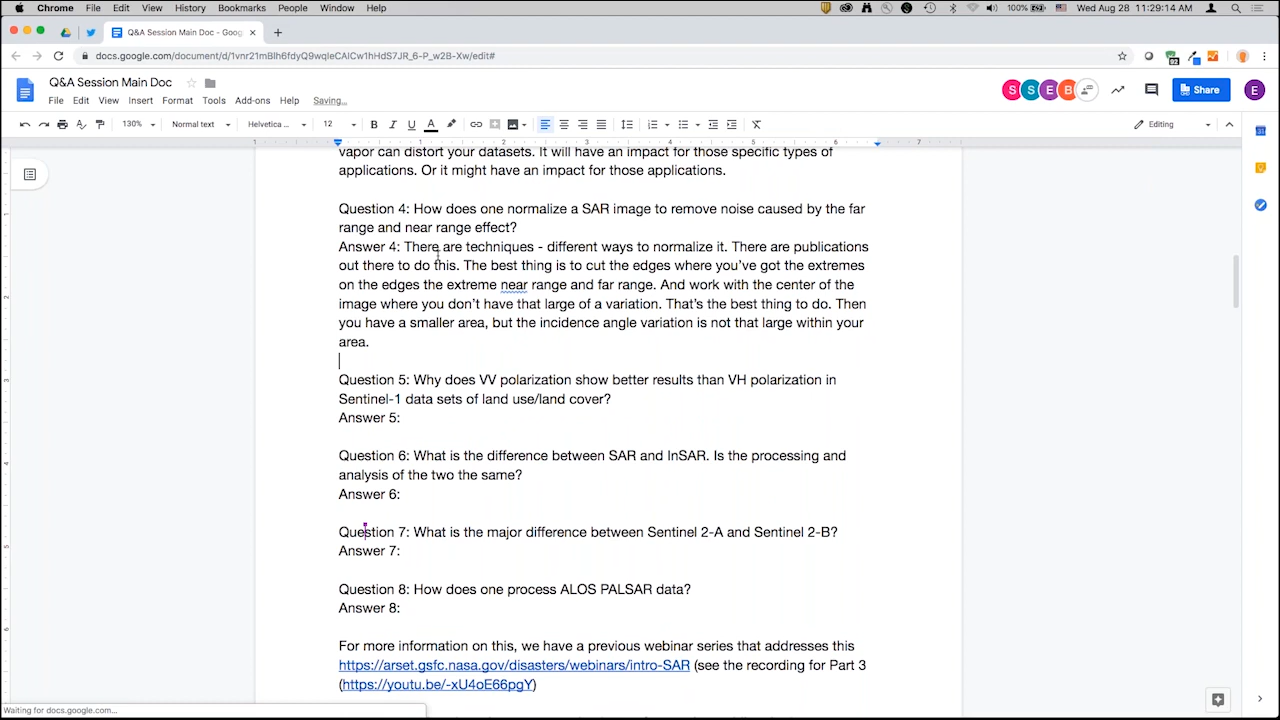 Chrome File Edit View History Bookmarks People Window Help 100% Wed Aug 28 11:29:14 AM
Q&A Session Main Doc - Goog
docs.google.com/document/d/1vnr21mBlh6fdyQ9wqIeCAlCw1hHdS7JR_6-P_w2B-Xw/edit#
Q&A Session Main Doc
File Edit View Insert Format Tools Add-ons Help Saving...
S S E B Share E
130% Normal text Helvetica ... 12 B I U A Editing
1 1 2 3 4 5 6 7
vapor can distort your datasets. It will have an impact for those specific types of
applications. Or it might have an impact for those applications.
Question 4: How does one normalize a SAR image to remove noise caused by the far
range and near range effect?
Answer 4: There are techniques - different ways to normalize it. There are publications
out there to do this. The best thing is to cut the edges where you've got the extremes
on the edges the extreme near range and far range. And work with the center of the
image where you don't have that large of a variation. That's the best thing to do. Then
you have a smaller area, but the incidence angle variation is not that large within your
area.
Question 5: Why does VV polarization show better results than VH polarization in
Sentinel-1 data sets of land use/land cover?
Answer 5:
Question 6: What is the difference between SAR and InSAR. Is the processing and
analysis of the two the same?
Answer 6:
Question 7: What is the major difference between Sentinel 2-A and Sentinel 2-B?
Answer 7:
Question 8: How does one process ALOS PALSAR data?
Answer 8:
For more information on this, we have a previous webinar series that addresses this
https://arset.gsfc.nasa.gov/disasters/webinars/intro-SAR (see the recording for Part 3
(https://youtu.be/-xU4oE66pgY)
Waiting for docs.google.com...